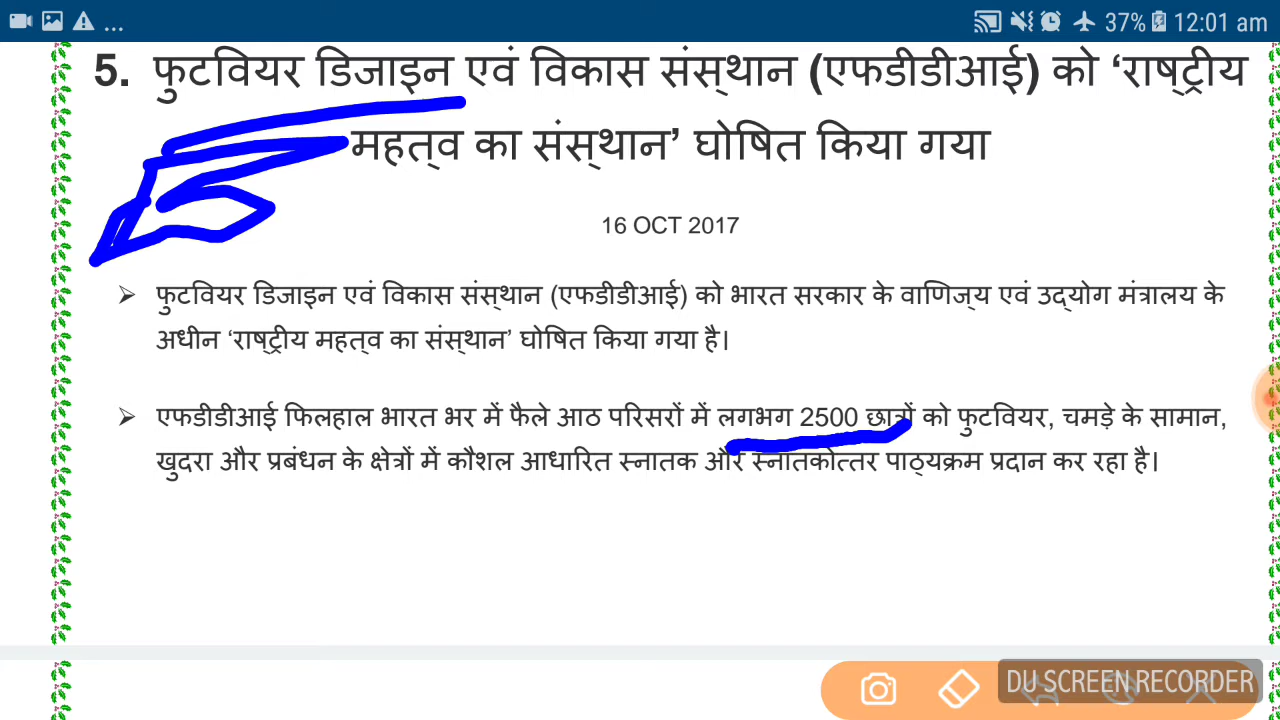 ... 37% 12:01 am
5. फुटवियर डिजाइन एवं विकास संस्थान (एफडीडीआई) को ‘राष्ट्रीय
महत्व का संस्थान’ घोषित किया गया
16 OCT 2017
➢ फुटवियर डिजाइन एवं विकास संस्थान (एफडीडीआई) को भारत सरकार के वाणिज्य एवं उद्योग मंत्रालय के
अधीन ‘राष्ट्रीय महत्व का संस्थान’ घोषित किया गया है।
➢ एफडीडीआई फिलहाल भारत भर में फैले आठ परिसरों में लगभग 2500 छात्रों को फुटवियर, चमड़े के सामान,
खुदरा और प्रबंधन के क्षेत्रों में कौशल आधारित स्नातक और स्नातकोत्तर पाठ्यक्रम प्रदान कर रहा है।
DU SCREEN RECORDER